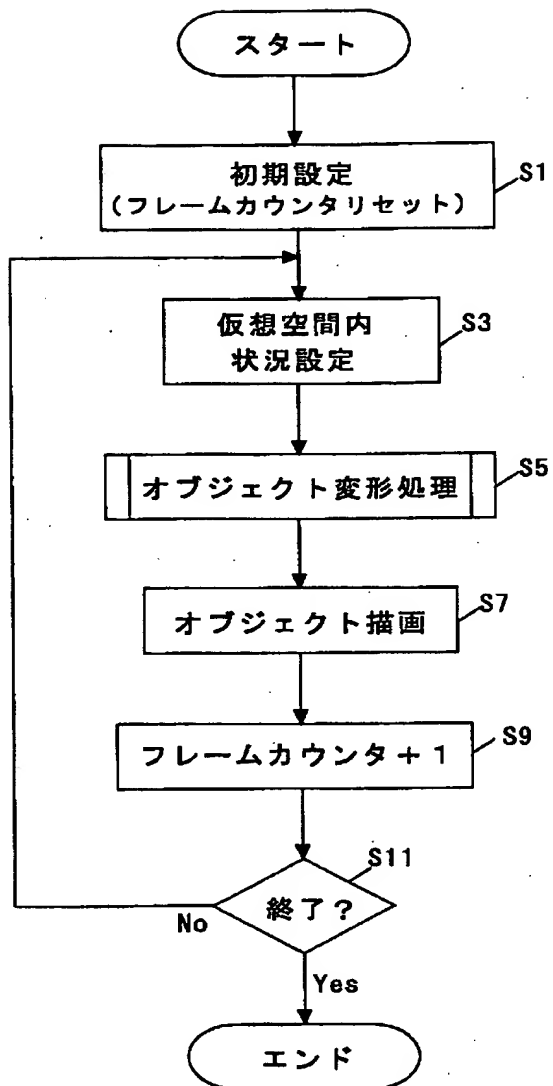 スタート
初期設定
(フレームカウンタリセット)
S1
仮想空間内
状況設定
S3
オブジェクト変形処理
S5
オブジェクト描画
S7
フレームカウンタ+1
S9
終了?
S11
No
Yes
エンド